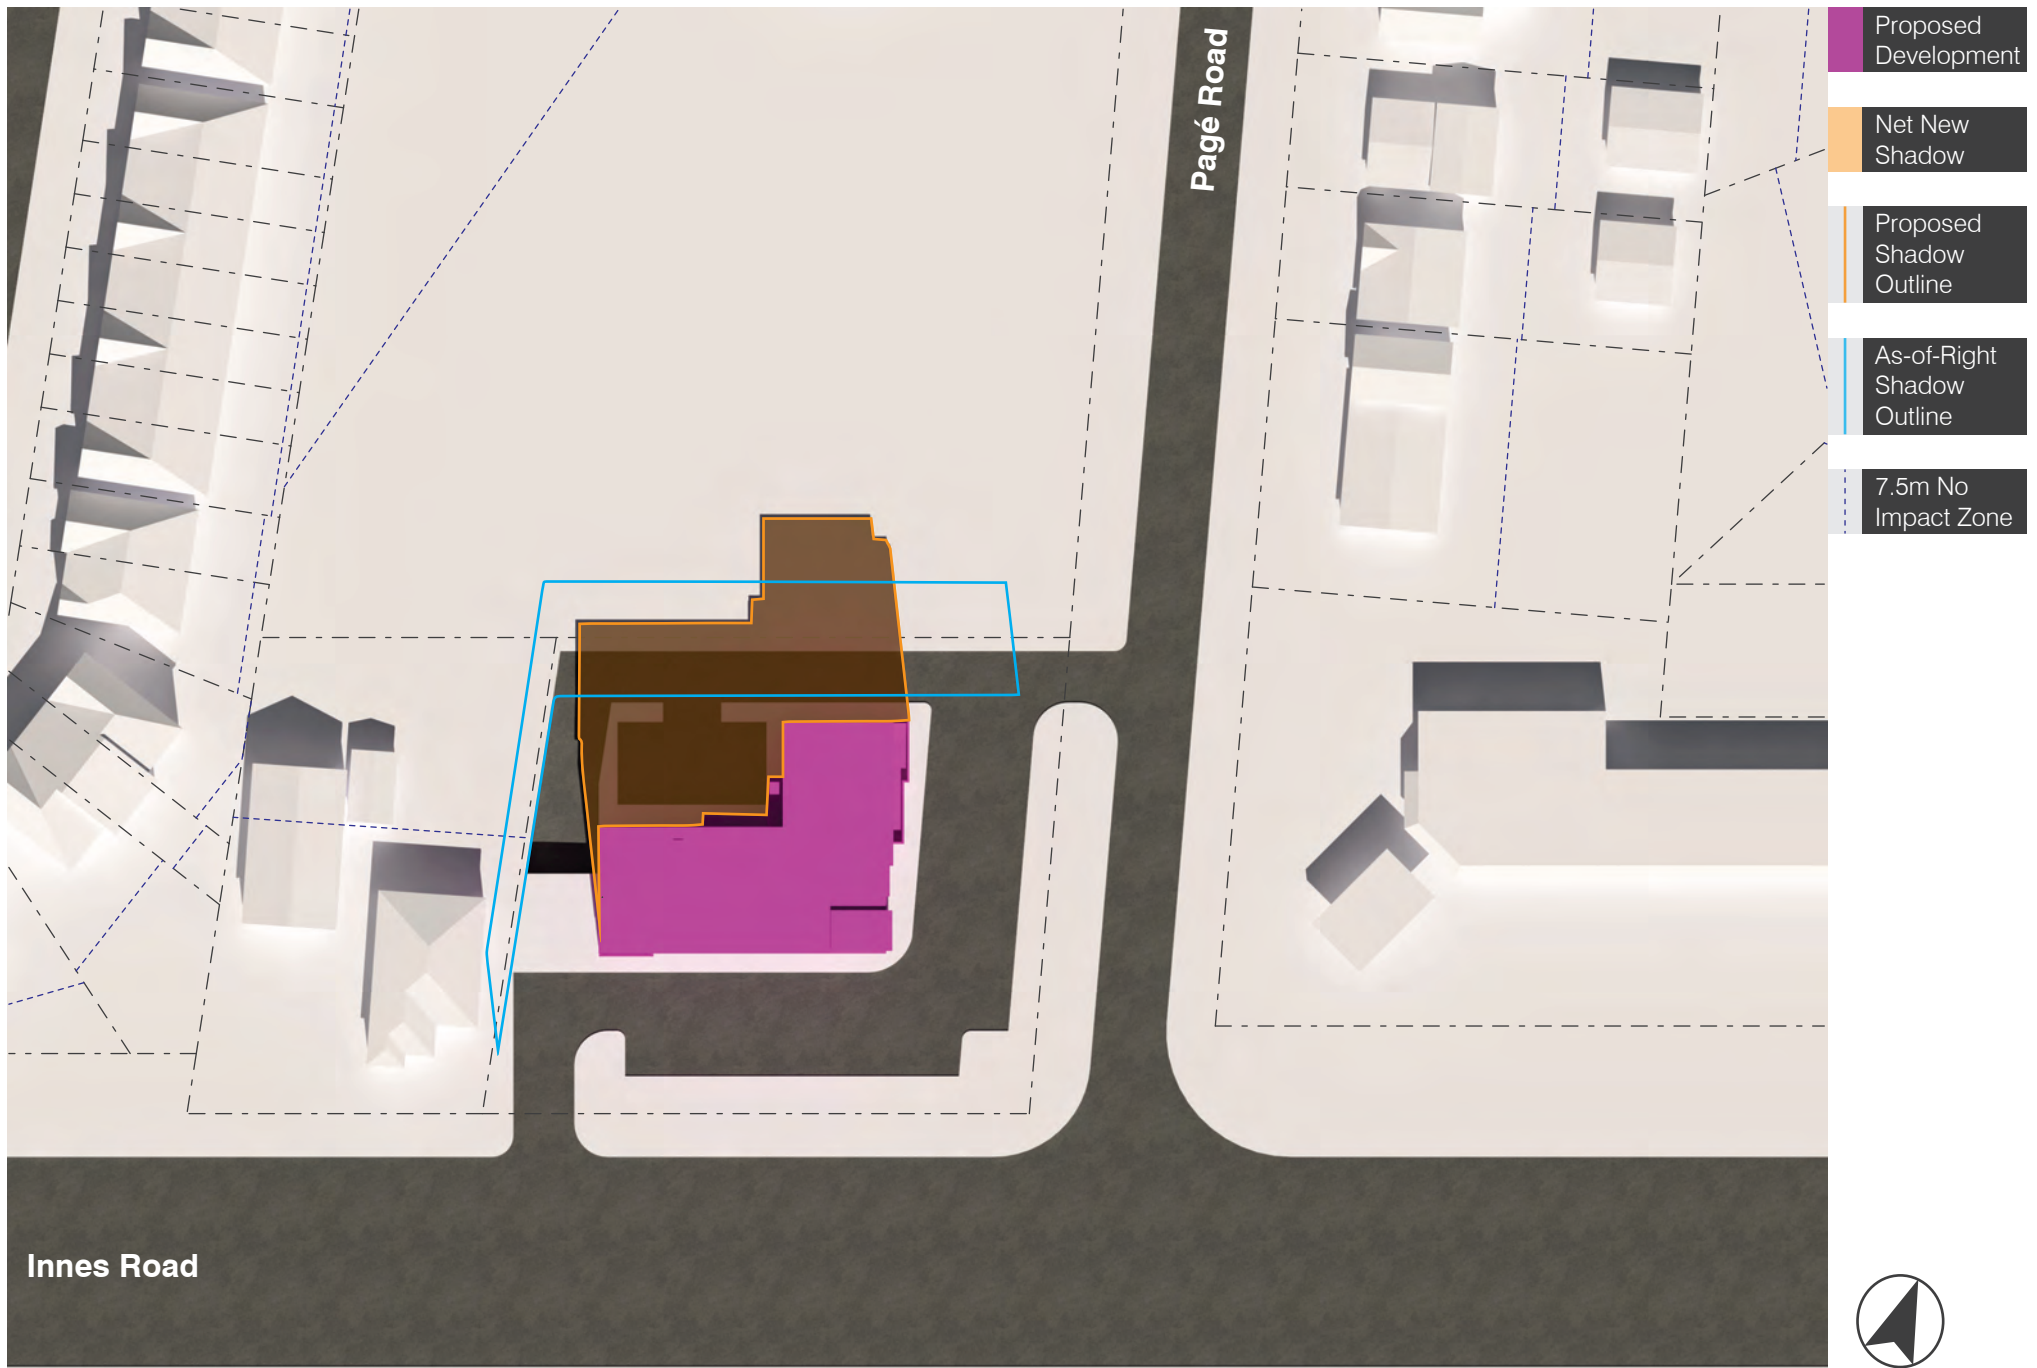 Pagé Road
Innes Road
Proposed
Development
Net New
Shadow
Proposed
Shadow
Outline
As-of-Right
Shadow
Outline
7.5m No
Impact Zone